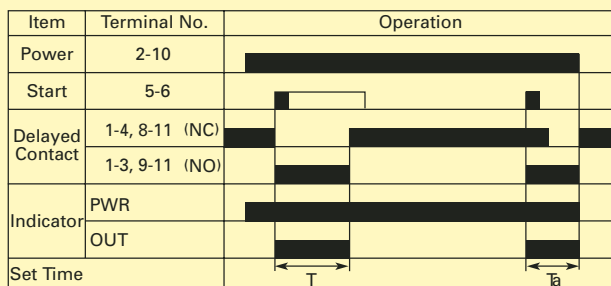 Item Terminal No. Operation
Power 2-10
Start 5-6
Delayed Contact 1-4, 8-11 (NC)
1-3, 9-11 (NO)
Indicator PWR
OUT
Set Time T Ta